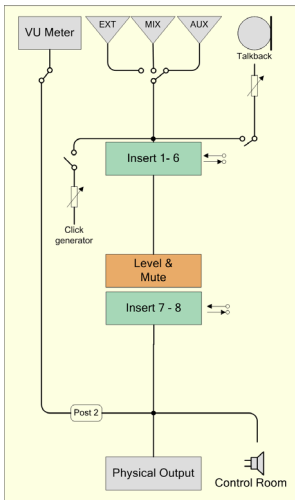 VU Meter
EXT
MIX
AUX
Talkback
Insert 1- 6
Click
generator
Level &
Mute
Insert 7 - 8
Post 2
Physical Output
Control Room